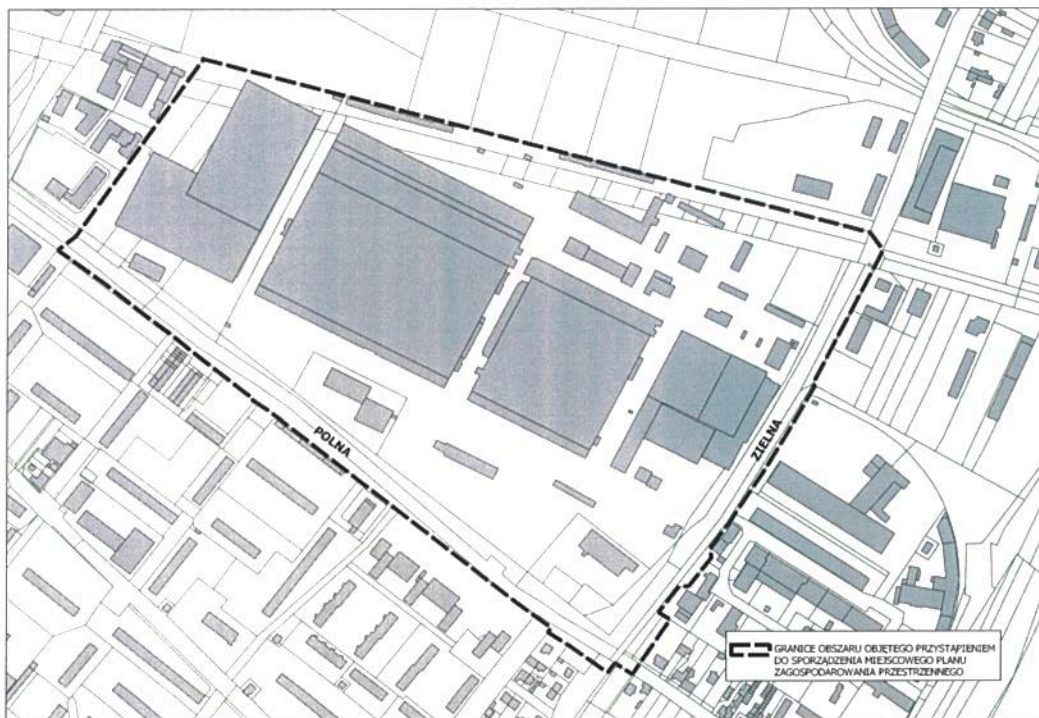 POLNA
ZIELNA
GRANICE OBSZARU OBJĘTEGO PRZYSTĄPIENIEM
DO SPORZĄDZENIA MIEJSCOWEGO PLANU
ZAGOSPODAROWANIA PRZESTRZENNEGO